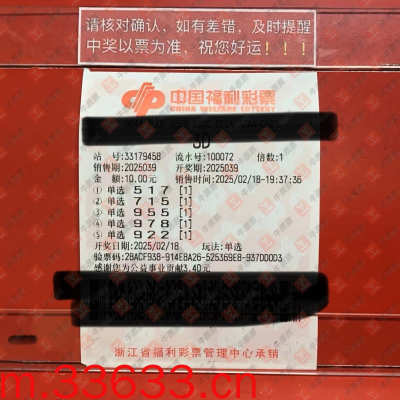 请核对确认、如有差错，及时提醒
中奖以票为准，祝您好运！！！
中国福利彩票
CHINA WELFARE LOTTERY
3D
站 号:33179458 流水号:100072 倍数:1
销售期:2025039 开奖期:2025039
金 额:10.00元 销售时间:2025/02/18-19:37:36
① 单选 5 1 7 [1]
② 单选 7 1 5 [1]
③ 单选 9 5 5 [1]
④ 单选 9 7 8 [1]
⑤ 单选 9 2 2 [1]
开奖日期:2025/02/18 玩法:单选
验票码:2BACF938-914E8A26-525369E8-937D00D3
感谢您为公益事业贡献3.40元
浙江省福利彩票管理中心承销
m.33633.cn